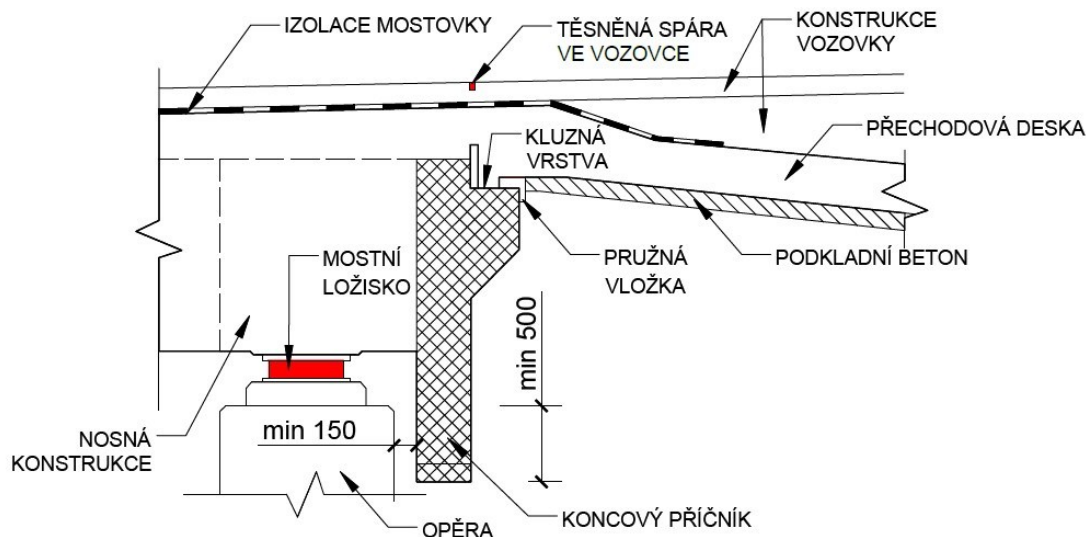 IZOLACE MOSTOVKY
TĚSNĚNÁ SPÁRA
VE VOZOVCE
KONSTRUKCE
VOZOVKY
KLUZNÁ
VRSTVA
PŘECHODOVÁ DESKA
MOSTNÍ
LOŽISKO
PRUŽNÁ
VLOŽKA
PODKLADNÍ BETON
min 500
min 150
NOSNÁ
KONSTRUKCE
OPĚRA
KONCOVÝ PŘÍČNÍK